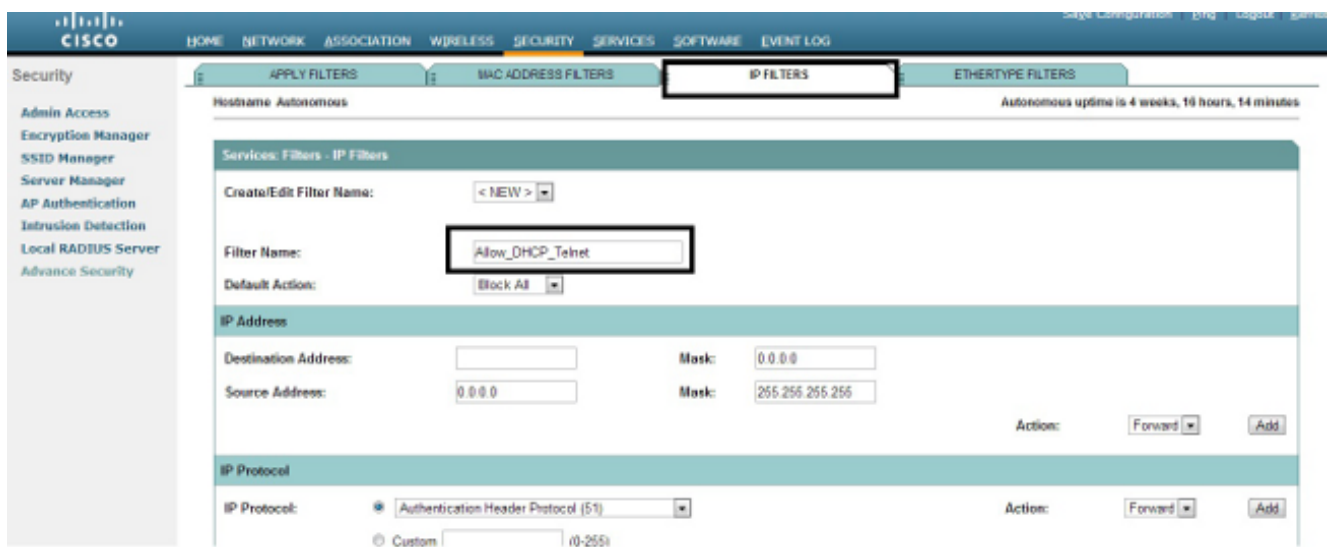 Save Configuration | Ping | Logout | Refresh
CISCO
HOME NETWORK ASSOCIATION WIRELESS SECURITY SERVICES SOFTWARE EVENT LOG
Security
APPLY FILTERS MAC ADDRESS FILTERS IP FILTERS ETHERTYPE FILTERS
Hostname Autonomous Autonomous uptime is 4 weeks, 16 hours, 14 minutes
Admin Access
Encryption Manager
SSID Manager
Server Manager
AP Authentication
Intrusion Detection
Local RADIUS Server
Advance Security
Services: Filters - IP Filters
Create/Edit Filter Name: < NEW >
Filter Name: Allow_DHCP_Telnet
Default Action: Block All
IP Address
Destination Address: Mask: 0.0.0.0
Source Address: 0.0.0.0 Mask: 255.255.255.255
Action: Forward Add
IP Protocol
IP Protocol: Authentication Header Protocol (51) Action: Forward Add
Custom (0-255)